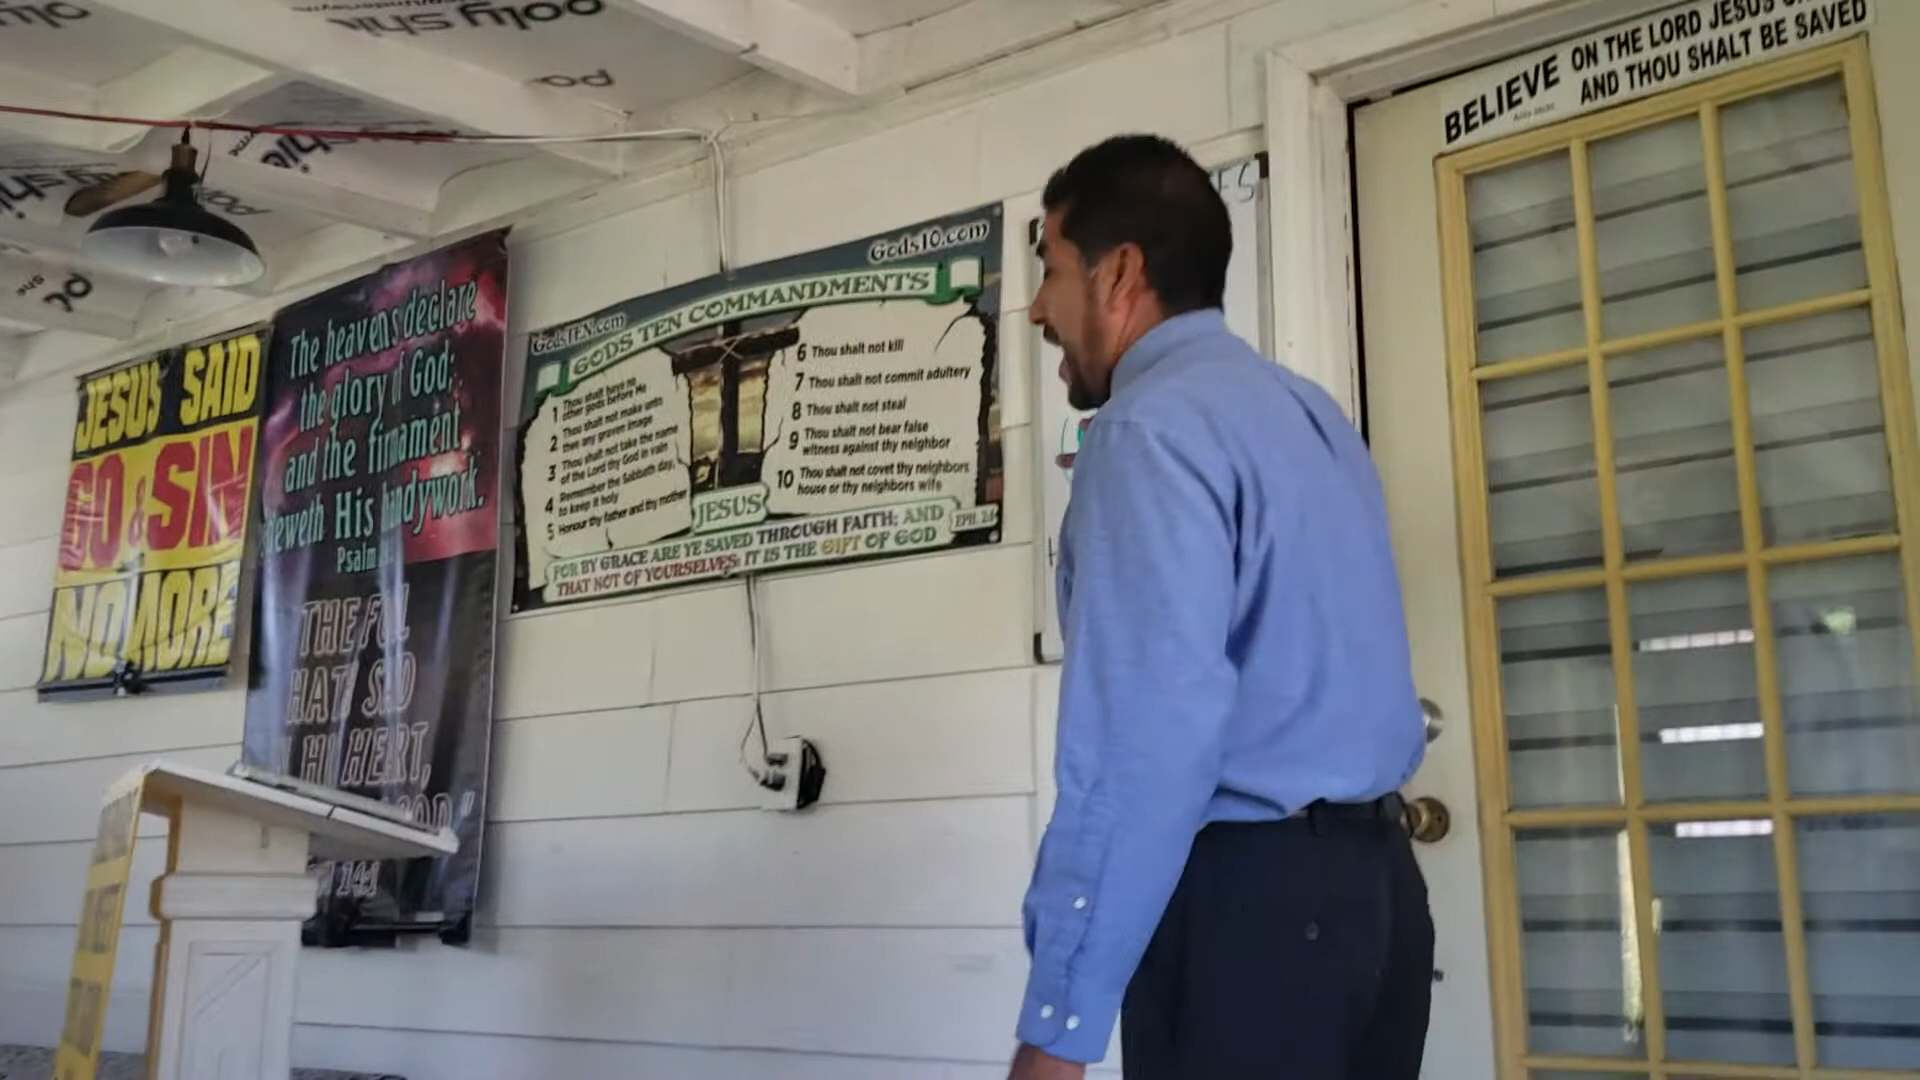 poly shie
JESUS SAID
GO & SIN
NO MORE
The heavens declare
the glory of God;
and the firmament
His handywork.
Psalm
THE
HATH
14:1
Gods10.com
GodsTEN.com
GODS TEN COMMANDMENTS
1 Thou shalt have no
other gods before Me
2 Thou shalt not make unto
thee any graven image
3 Thou shalt not take the name
of the Lord thy God in vain
4 Remember the Sabbath day,
to keep it holy
5 Honour thy father and thy mother
6 Thou shalt not kill
7 Thou shalt not commit adultery
8 Thou shalt not steal
9 Thou shalt not bear false
witness against thy neighbor
10 Thou shalt not covet thy neighbors
house or thy neighbors wife
JESUS
FOR BY GRACE ARE YE SAVED THROUGH FAITH; AND
THAT NOT OF YOURSELVES: IT IS THE GIFT OF GOD
EPH. 2:8
BELIEVE ON THE LORD JESUS
AND THOU SHALT BE SAVED